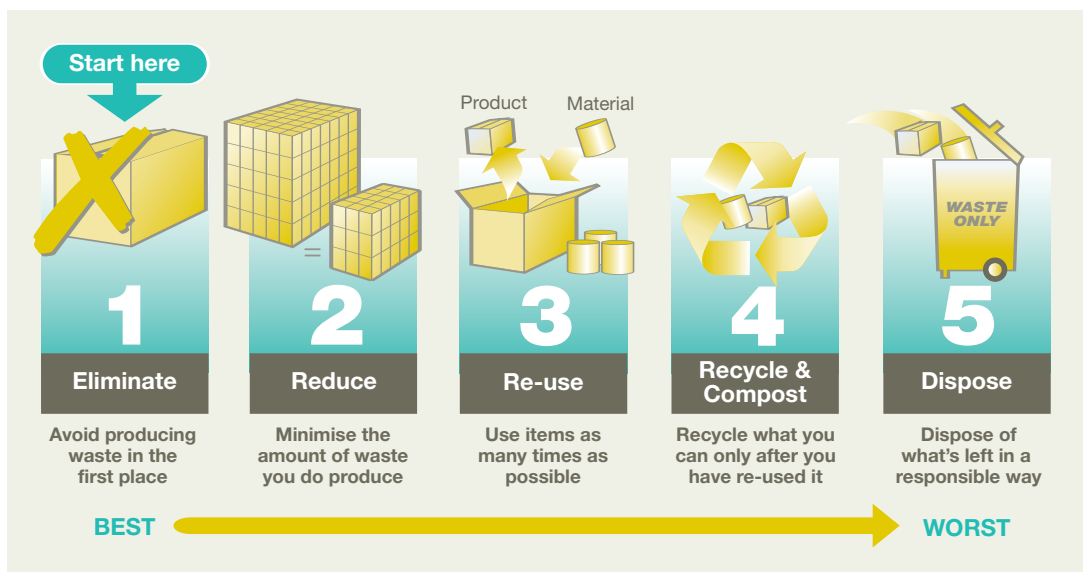 Start here
Product
Material
=
WASTE
ONLY
1
Eliminate
Avoid producing
waste in the
first place
2
Reduce
Minimise the
amount of waste
you do produce
3
Re-use
Use items as
many times as
possible
4
Recycle &
Compost
Recycle what you
can only after you
have re-used it
5
Dispose
Dispose of
what's left in a
responsible way
BEST
WORST